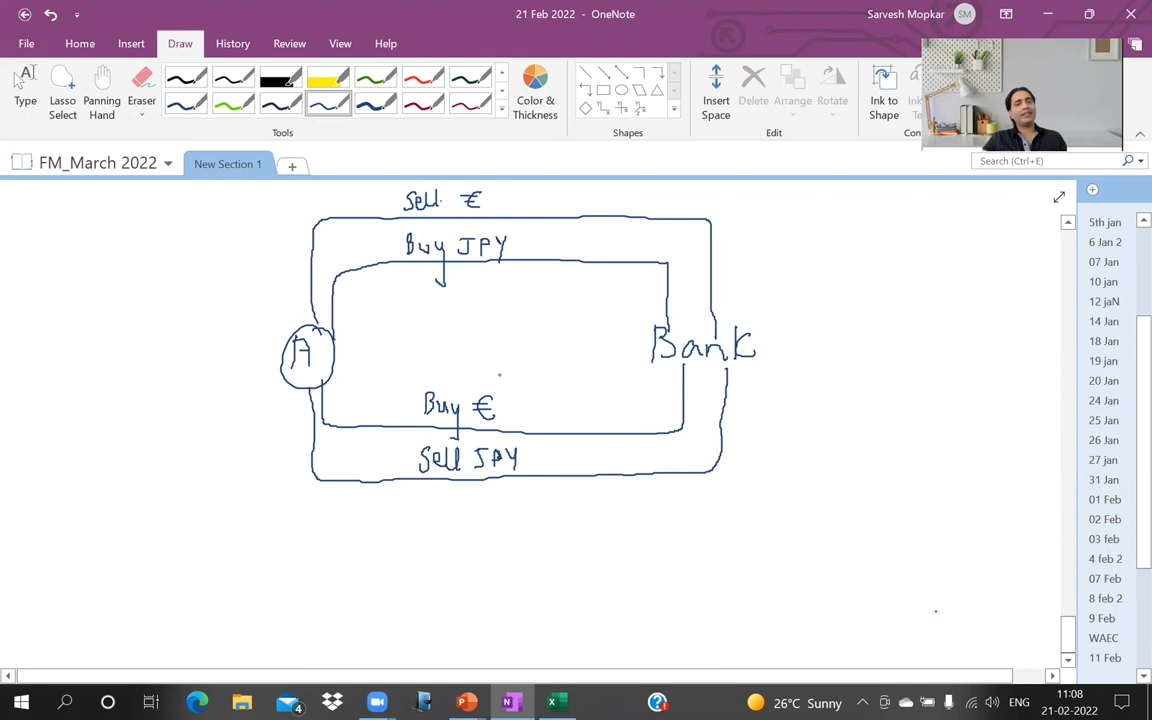 21 Feb 2022 - OneNote
Sarvesh Mopkar
SM
File
Home
Insert
Draw
History
Review
View
Help
Type
Lasso Select
Panning Hand
Eraser
Color & Thickness
Insert Space
Delete
Arrange
Rotate
Ink to Shape
Tools
Shapes
Edit
FM_March 2022
New Section 1
Search (Ctrl+E)
Sell €
Buy JPY
A
Bank
Buy €
Sell JPY
5th jan
6 Jan 2
07 Jan
10 jan
12 jaN
14 Jan
18 Jan
19 jan
20 Jan
24 Jan
25 Jan
26 Jan
27 jan
31 Jan
01 Feb
02 Feb
03 feb
4 feb 2
07 Feb
8 feb 2
9 Feb
WAEC
11 Feb
4
26°C Sunny
ENG
11:08
21-02-2022